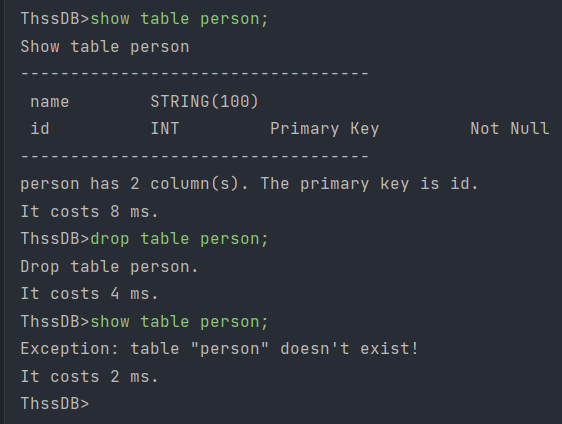 ThssDB>show table person;
Show table person
-----------------------------------
name STRING(100)
id INT Primary Key Not Null
-----------------------------------
person has 2 column(s). The primary key is id.
It costs 8 ms.
ThssDB>drop table person;
Drop table person.
It costs 4 ms.
ThssDB>show table person;
Exception: table "person" doesn't exist!
It costs 2 ms.
ThssDB>